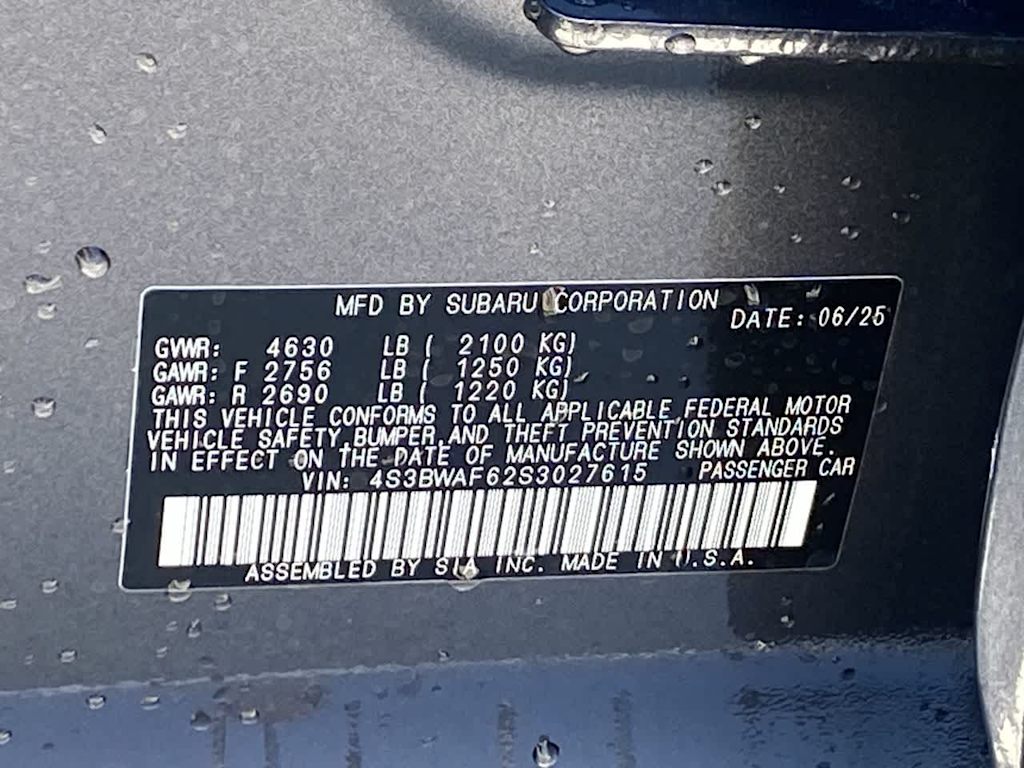 MFD BY SUBARU CORPORATION
DATE: 06/25
GVWR: 4630 LB ( 2100 KG)
GAWR: F 2756 LB ( 1250 KG)
GAWR: R 2690 LB ( 1220 KG)
THIS VEHICLE CONFORMS TO ALL APPLICABLE FEDERAL MOTOR
VEHICLE SAFETY, BUMPER, AND THEFT PREVENTION STANDARDS
IN EFFECT ON THE DATE OF MANUFACTURE SHOWN ABOVE.
VIN: 4S3BWAF62S3027615 PASSENGER CAR
ASSEMBLED BY SIA INC. MADE IN U.S.A.